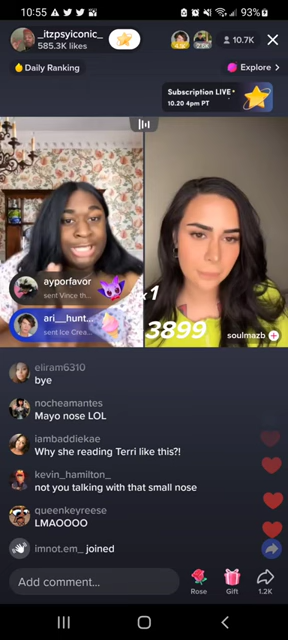 10:55
93%
_itzpsyiconic_
585.3K likes
10.7K
Daily Ranking
Explore >
Subscription LIVE
10.20 4pm PT
ayporfavor
sent Vince th...
x1
ari__hunt...
sent Ice Crea...
3899
soulmazb
eliram6310
bye
nocheamantes
Mayo nose LOL
iambaddiekae
Why she reading Terri like this?!
kevin_hamilton_
not you talking with that small nose
queenkeyreese
LMAOOOO
imnot.em_ joined
Add comment...
Rose
Gift
1.2K